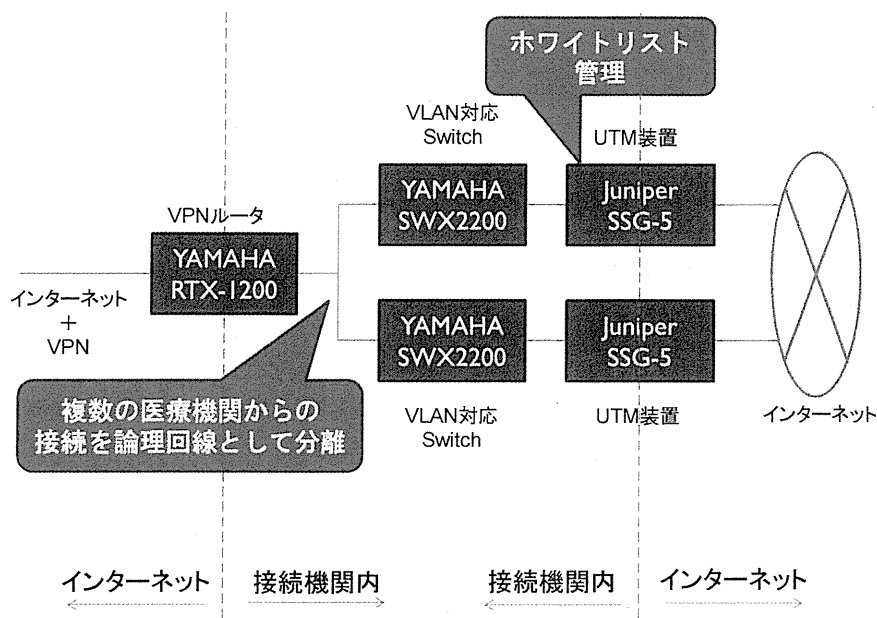 ホワイトリスト
管理
VLAN対応
Switch
UTM装置
YAMAHA
SWX2200
Juniper
SSG-5
VPNルータ
YAMAHA
RTX-1200
インターネット
+
VPN
YAMAHA
SWX2200
Juniper
SSG-5
複数の医療機関からの
接続を論理回線として分離
VLAN対応
Switch
UTM装置
インターネット
インターネット
接続機関内
接続機関内
インターネット